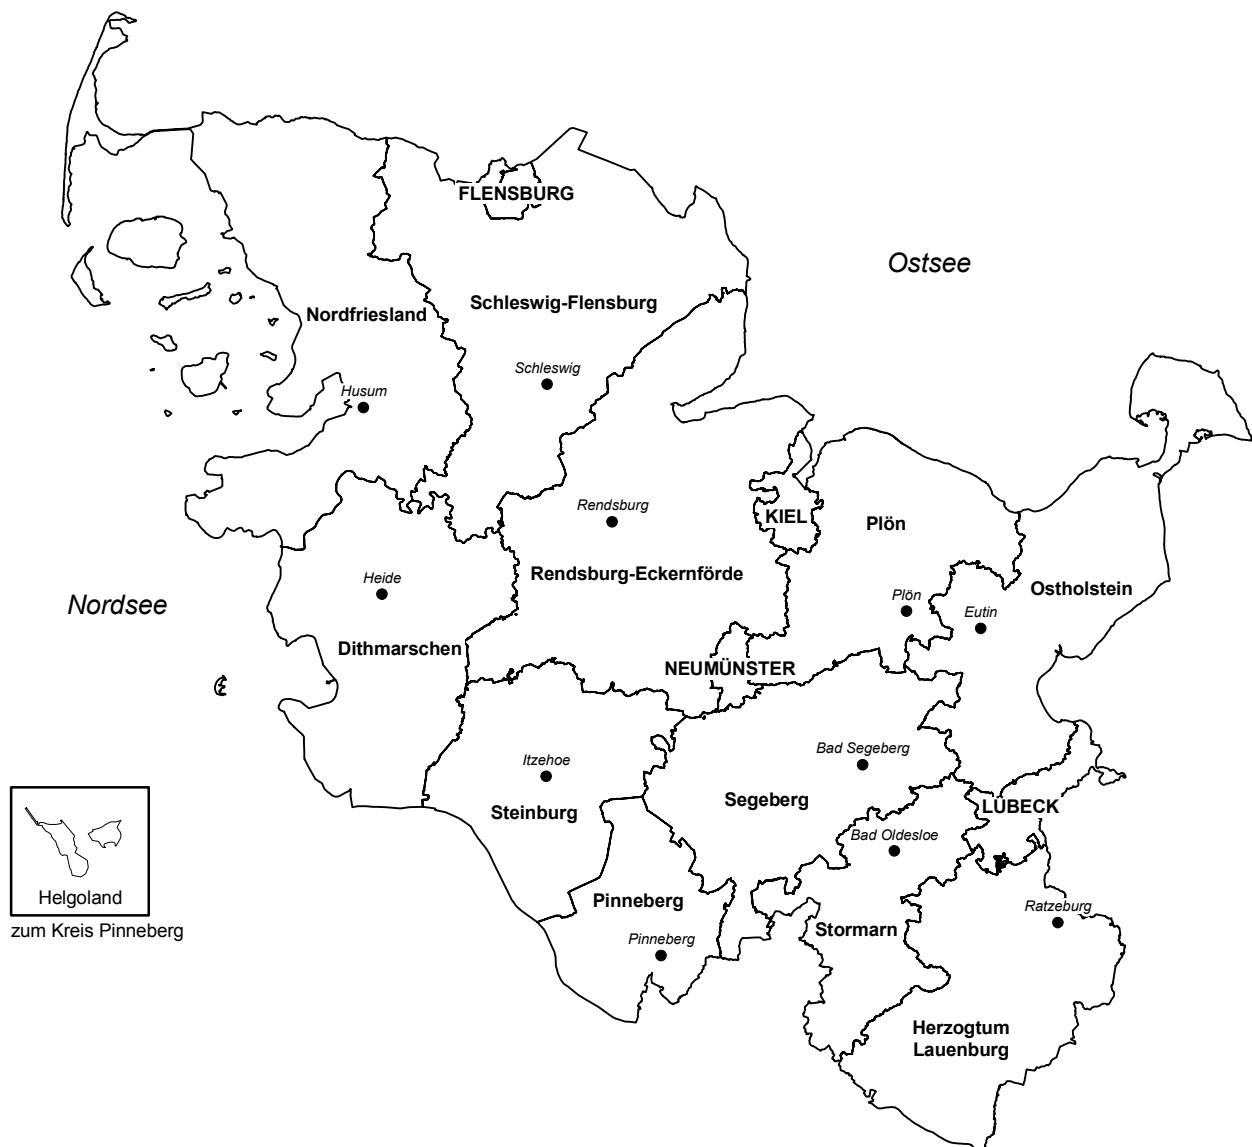 FLENSBURG
Ostsee
Schleswig-Flensburg
Nordfriesland
Schleswig
Husum
Rendsburg
KIEL
Plön
Rendsburg-Eckernförde
Heide
Ostholstein
Plön
Nordsee
Eutin
Dithmarschen
NEUMÜNSTER
Bad Segeberg
Itzehoe
Segeberg
LÜBECK
Steinburg
Bad Oldesloe
Helgoland
Pinneberg
Ratzeburg
zum Kreis Pinneberg
Stormarn
Pinneberg
Herzogtum
Lauenburg